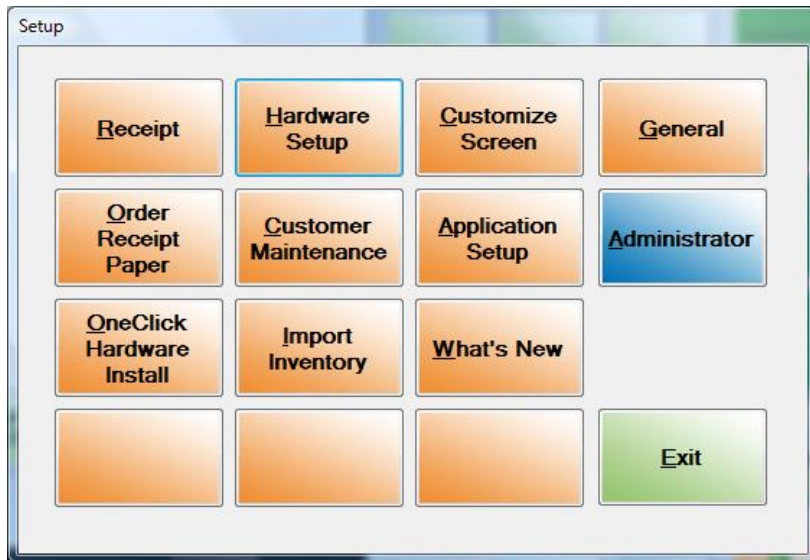 Setup
Receipt
Hardware
Setup
Customize
Screen
General
Order
Receipt
Paper
Customer
Maintenance
Application
Setup
Administrator
OneClick
Hardware
Install
Import
Inventory
What's New
Exit